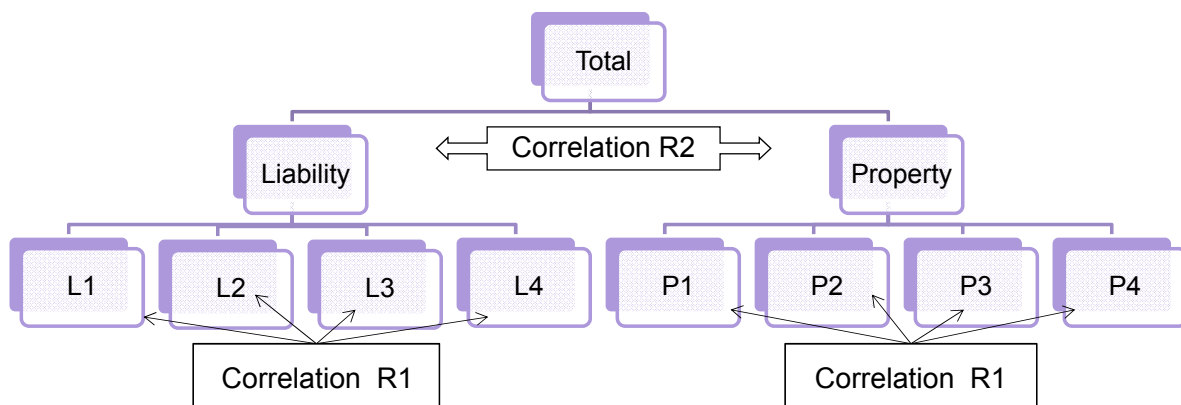 Total
Correlation R2
Liability
Property
L1
L2
L3
L4
P1
P2
P3
P4
Correlation R1
Correlation R1